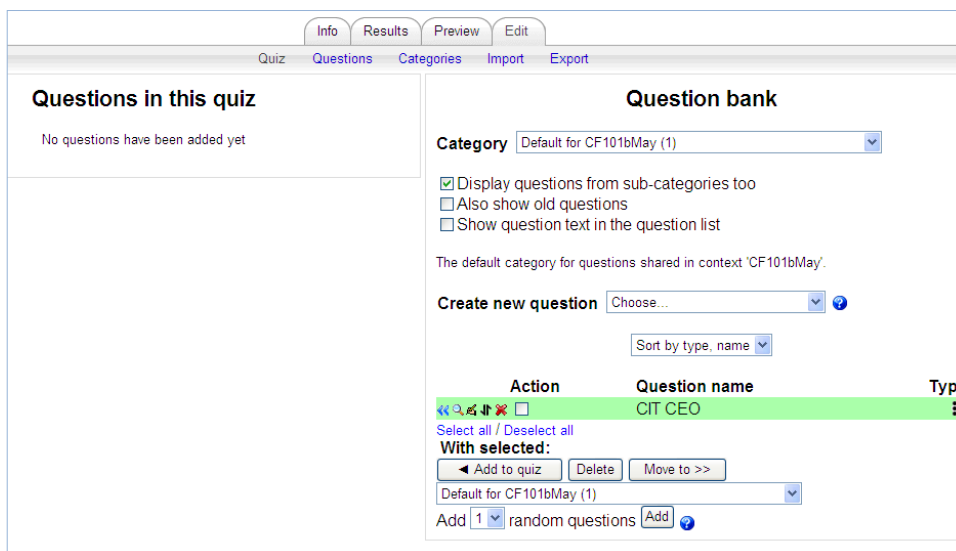 Info Results Preview Edit
Quiz Questions Categories Import Export
Questions in this quiz
No questions have been added yet
Question bank
Category Default for CF101bMay (1)
Display questions from sub-categories too
Also show old questions
Show question text in the question list
The default category for questions shared in context 'CF101bMay'.
Create new question Choose...
Sort by type, name
Action Question name Typ
CIT CEO
Select all / Deselect all
With selected:
◄ Add to quiz Delete Move to >>
Default for CF101bMay (1)
Add 1 random questions Add